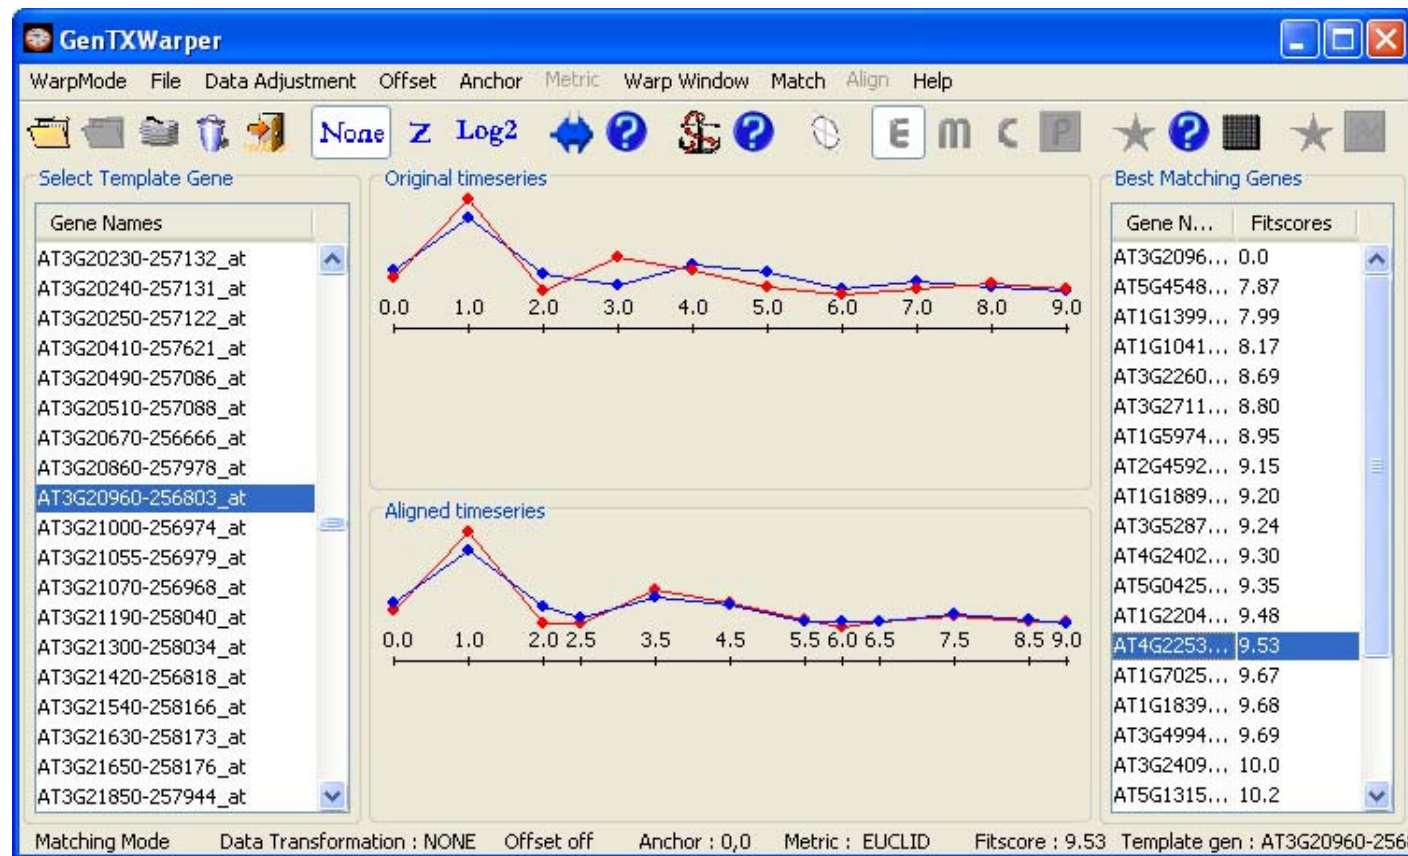 GenTXWarper
WarpMode File Data Adjustment Offset Anchor Metric Warp Window Match Align Help
None Z Log2 ? ? E m C P ?
Select Template Gene
Gene Names
AT3G20230-257132_at
AT3G20240-257131_at
AT3G20250-257122_at
AT3G20410-257621_at
AT3G20490-257086_at
AT3G20510-257088_at
AT3G20670-256666_at
AT3G20860-257978_at
AT3G20960-256803_at
AT3G21000-256974_at
AT3G21055-256979_at
AT3G21070-256968_at
AT3G21190-258040_at
AT3G21300-258034_at
AT3G21420-256818_at
AT3G21540-258166_at
AT3G21630-258173_at
AT3G21650-258176_at
AT3G21850-257944_at
Original timeseries
0.0 1.0 2.0 3.0 4.0 5.0 6.0 7.0 8.0 9.0
Aligned timeseries
0.0 1.0 2.0 2.5 3.5 4.5 5.5 6.0 6.5 7.5 8.5 9.0
Best Matching Genes
Gene N... Fitscores
AT3G2096... 0.0
AT5G4548... 7.87
AT1G1399... 7.99
AT1G1041... 8.17
AT3G2260... 8.69
AT3G2711... 8.80
AT1G5974... 8.95
AT2G4592... 9.15
AT1G1889... 9.20
AT3G5287... 9.24
AT4G2402... 9.30
AT5G0425... 9.35
AT1G2204... 9.48
AT4G2253... 9.53
AT1G7025... 9.67
AT1G1839... 9.68
AT3G4994... 9.69
AT3G2409... 10.0
AT5G1315... 10.2
Matching Mode Data Transformation : NONE Offset off Anchor : 0,0 Metric : EUCLID Fitscore : 9.53 Template gen : AT3G20960-256